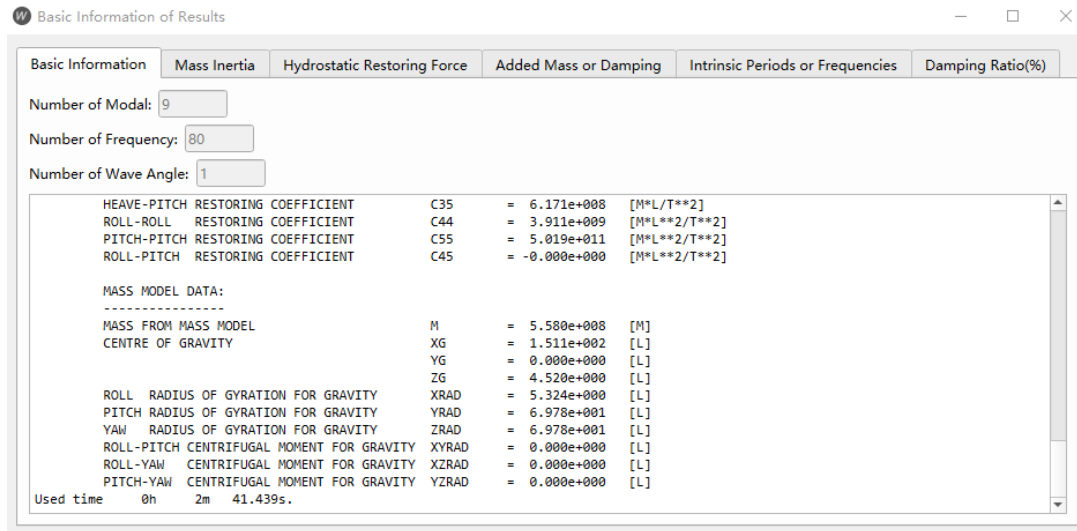 W Basic Information of Results
Basic Information Mass Inertia Hydrostatic Restoring Force Added Mass or Damping Intrinsic Periods or Frequencies Damping Ratio(%)
Number of Modal: 9
Number of Frequency: 80
Number of Wave Angle: 1
HEAVE-PITCH RESTORING COEFFICIENT C35 = 6.171e+008 [M*L/T**2]
ROLL-ROLL RESTORING COEFFICIENT C44 = 3.911e+009 [M*L**2/T**2]
PITCH-PITCH RESTORING COEFFICIENT C55 = 5.019e+011 [M*L**2/T**2]
ROLL-PITCH RESTORING COEFFICIENT C45 = -0.000e+000 [M*L**2/T**2]
MASS MODEL DATA:
----------------
MASS FROM MASS MODEL M = 5.580e+008 [M]
CENTRE OF GRAVITY XG = 1.511e+002 [L]
YG = 0.000e+000 [L]
ZG = 4.520e+000 [L]
ROLL RADIUS OF GYRATION FOR GRAVITY XRAD = 5.324e+000 [L]
PITCH RADIUS OF GYRATION FOR GRAVITY YRAD = 6.978e+001 [L]
YAW RADIUS OF GYRATION FOR GRAVITY ZRAD = 6.978e+001 [L]
ROLL-PITCH CENTRIFUGAL MOMENT FOR GRAVITY XYRAD = 0.000e+000 [L]
ROLL-YAW CENTRIFUGAL MOMENT FOR GRAVITY XZRAD = 0.000e+000 [L]
PITCH-YAW CENTRIFUGAL MOMENT FOR GRAVITY YZRAD = 0.000e+000 [L]
Used time 0h 2m 41.439s.